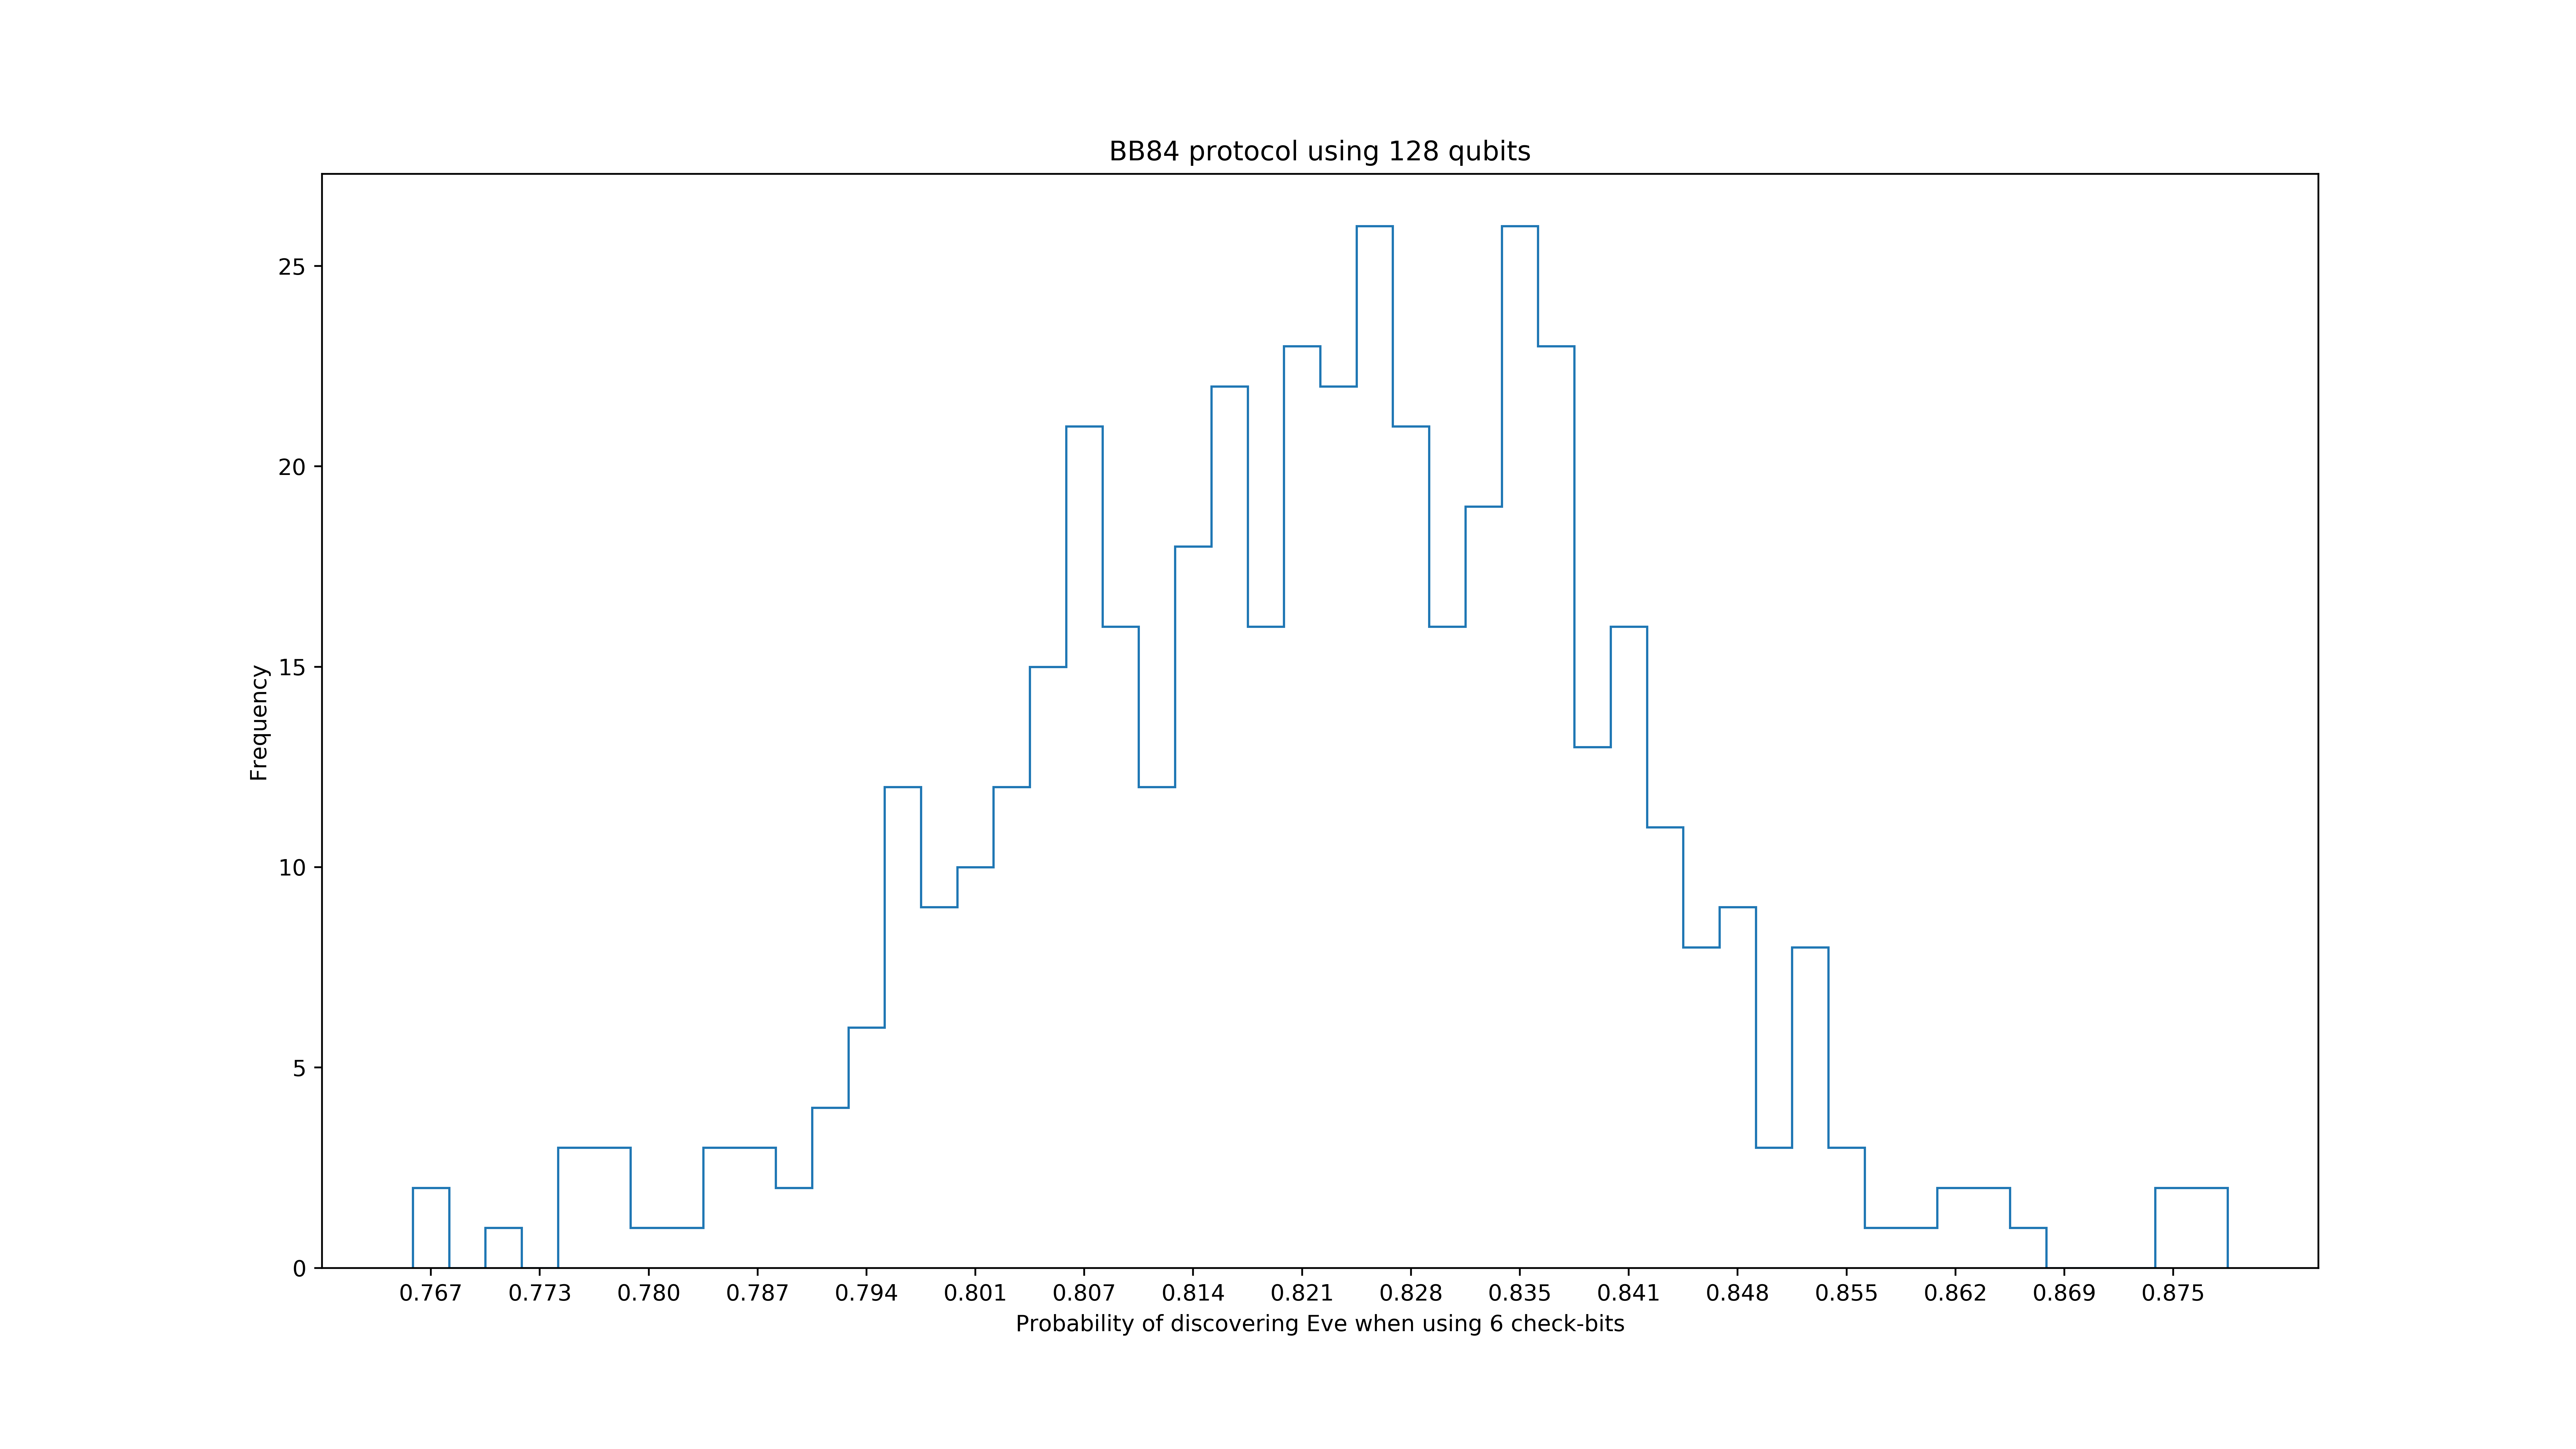 BB84 protocol using 128 qubits
Frequency
25
20
15
10
5
0
0.767 0.773 0.780 0.787 0.794 0.801 0.807 0.814 0.821 0.828 0.835 0.841 0.848 0.855 0.862 0.869 0.875
Probability of discovering Eve when using 6 check-bits